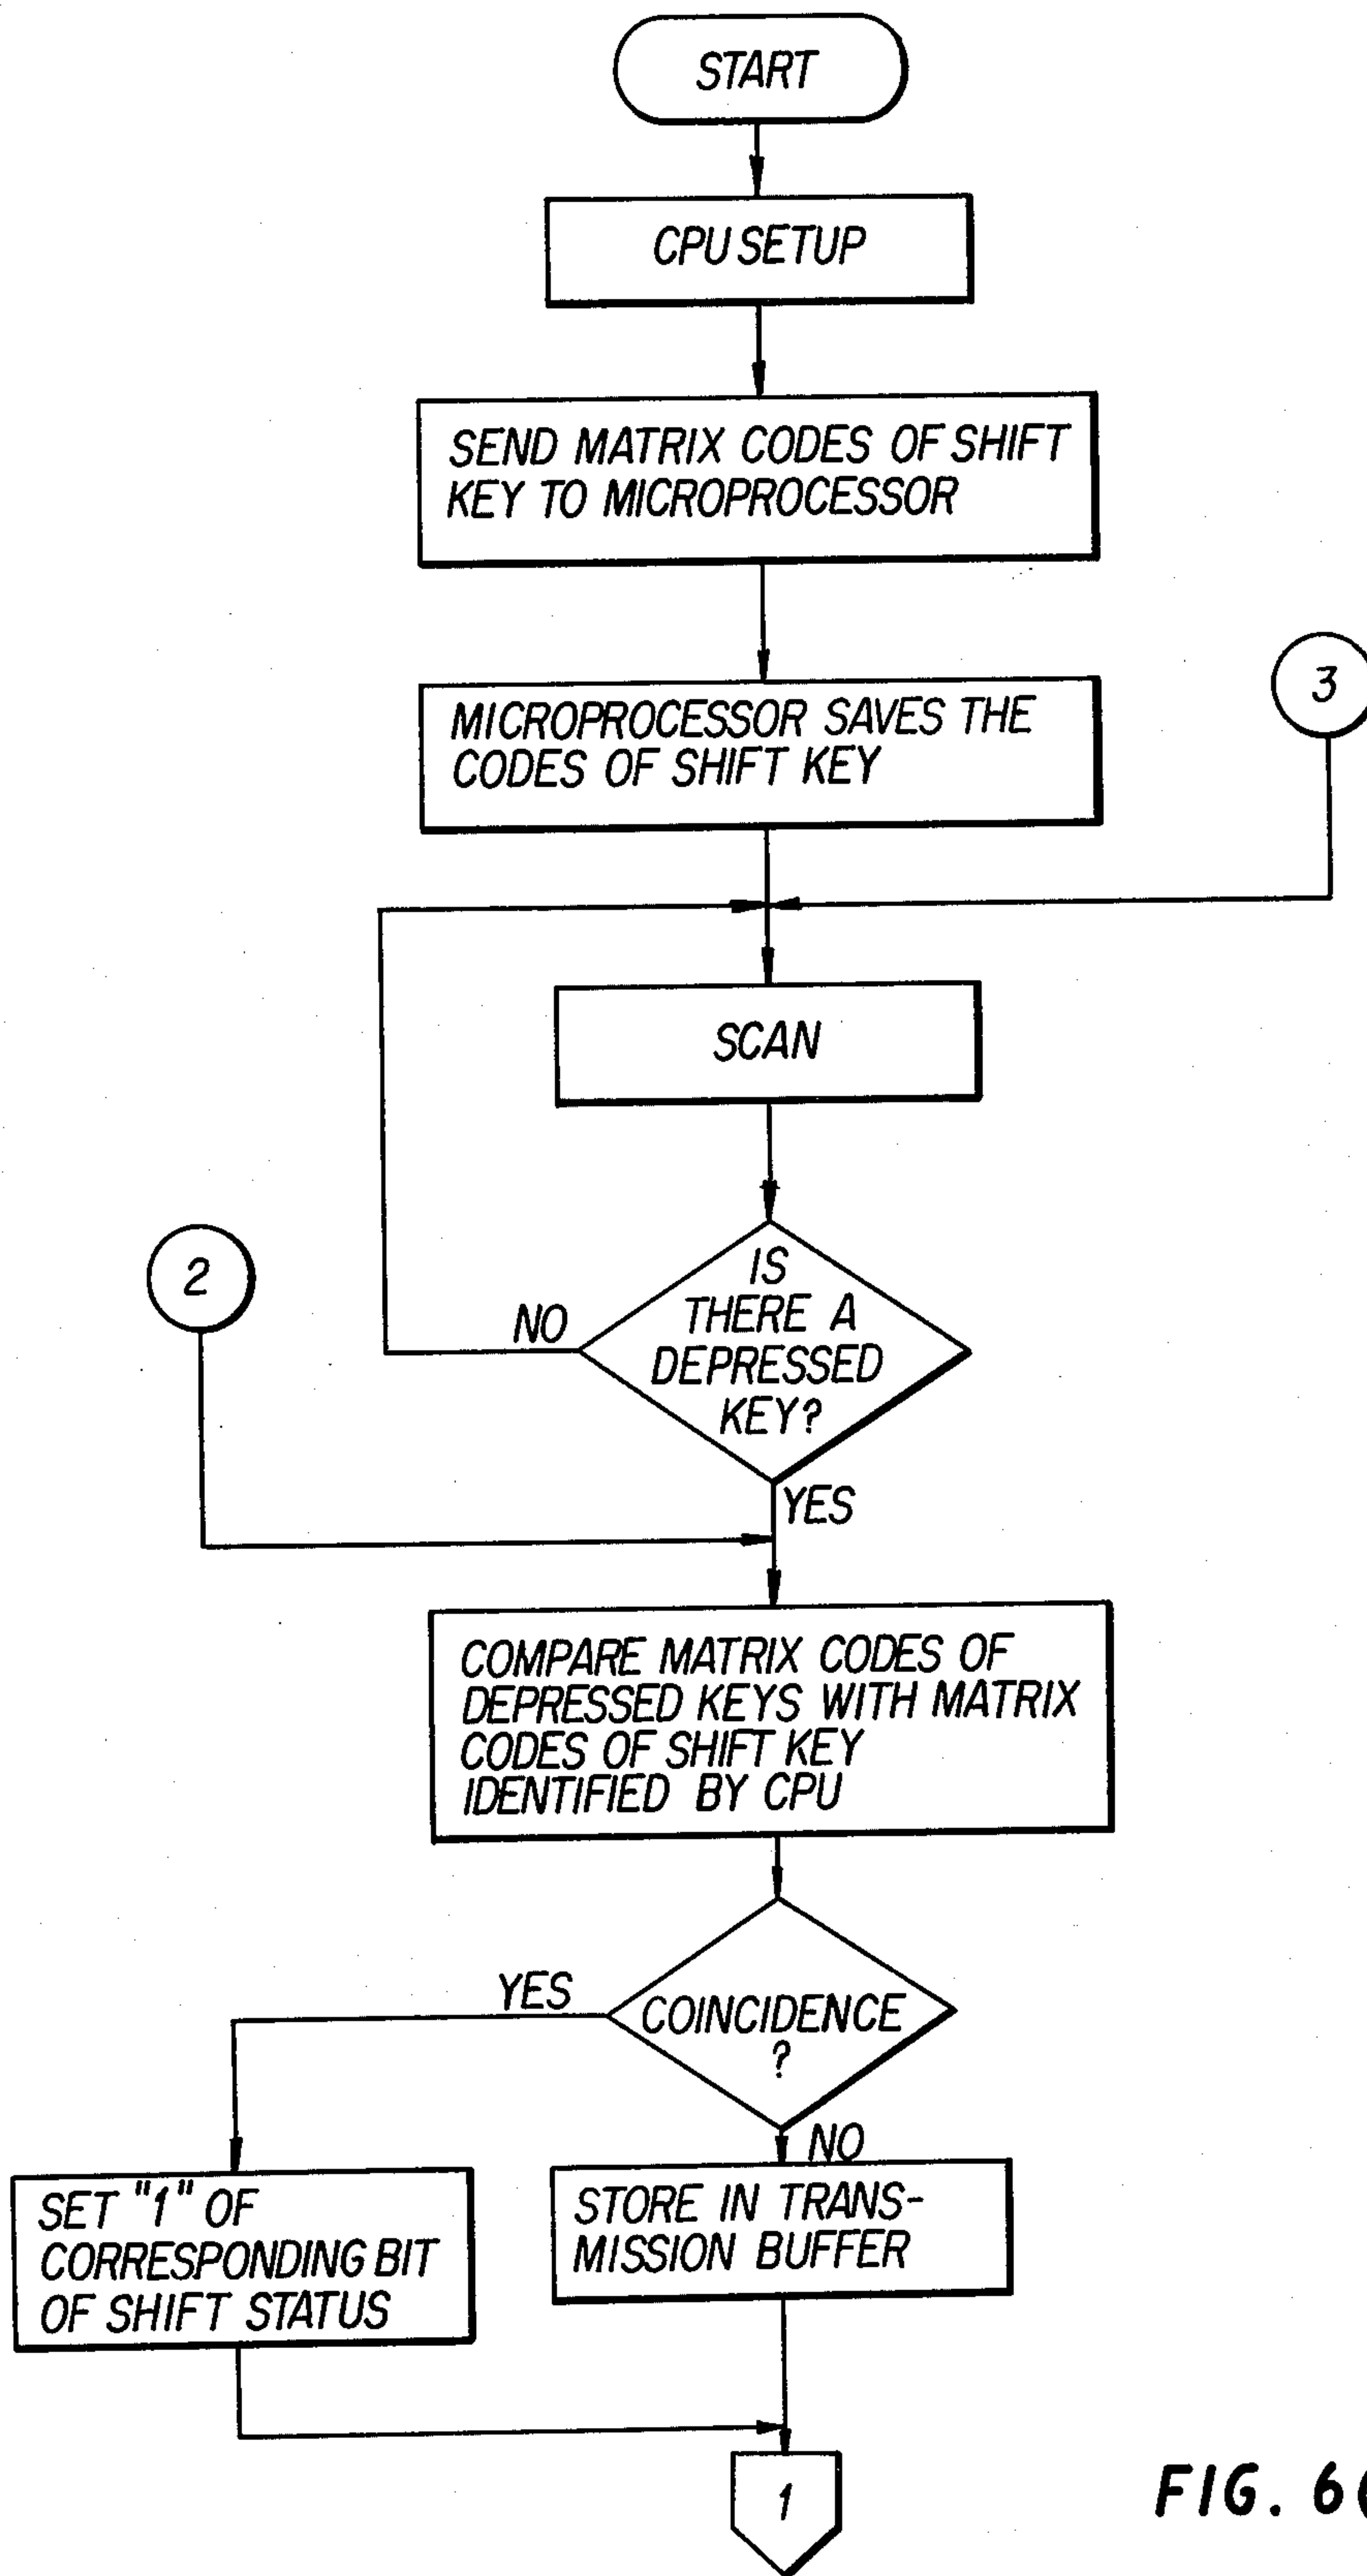 START
CPU SETUP
SEND MATRIX CODES OF SHIFT
KEY TO MICROPROCESSOR
MICROPROCESSOR SAVES THE
CODES OF SHIFT KEY
3
SCAN
2
NO
IS
THERE A
DEPRESSED
KEY?
YES
COMPARE MATRIX CODES OF
DEPRESSED KEYS WITH MATRIX
CODES OF SHIFT KEY
IDENTIFIED BY CPU
YES
COINCIDENCE
?
NO
SET "1" OF
CORRESPONDING BIT
OF SHIFT STATUS
STORE IN TRANS-
MISSION BUFFER
1
FIG. 6(